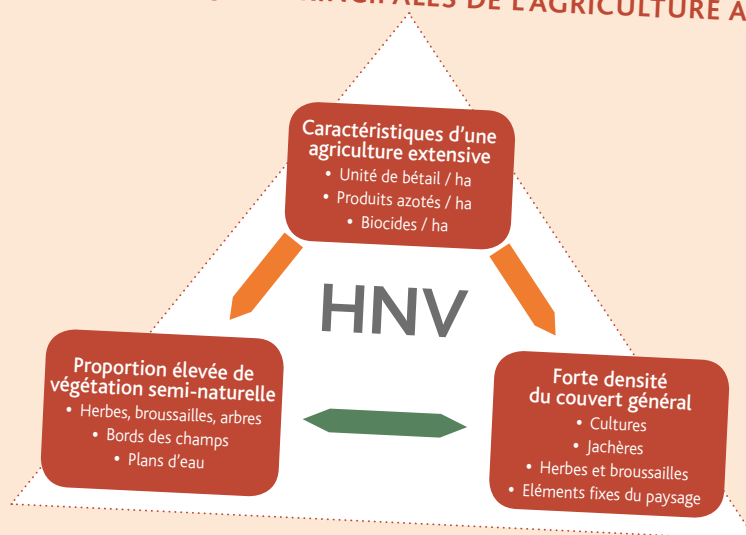 DE L'AGRICULTURE
Caractéristiques d'une
agriculture extensive
• Unité de bétail / ha
• Produits azotés / ha
• Biocides / ha
HNV
Proportion élevée de
végétation semi-naturelle
• Herbes, broussailles, arbres
• Bords des champs
• Plans d'eau
Forte densité
du couvert général
• Cultures
• Jachères
• Herbes et broussailles
• Eléments fixes du paysage